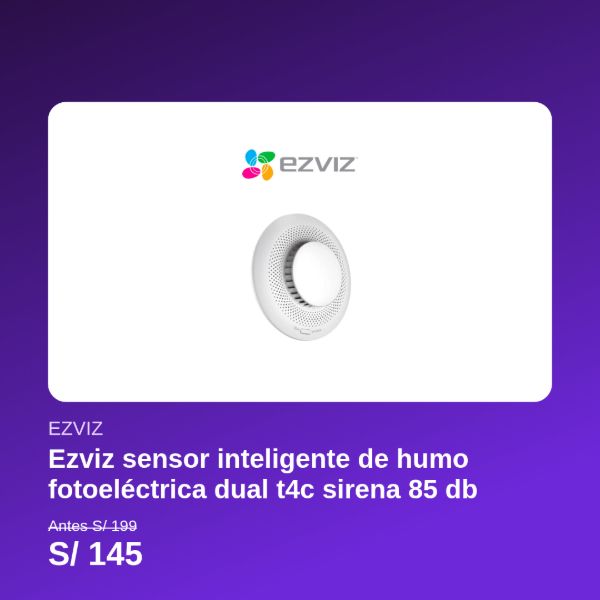 ezviz
EZVIZ
Ezviz sensor inteligente de humo
fotoeléctrica dual t4c sirena 85 db
Antes S/ 199
S/ 145